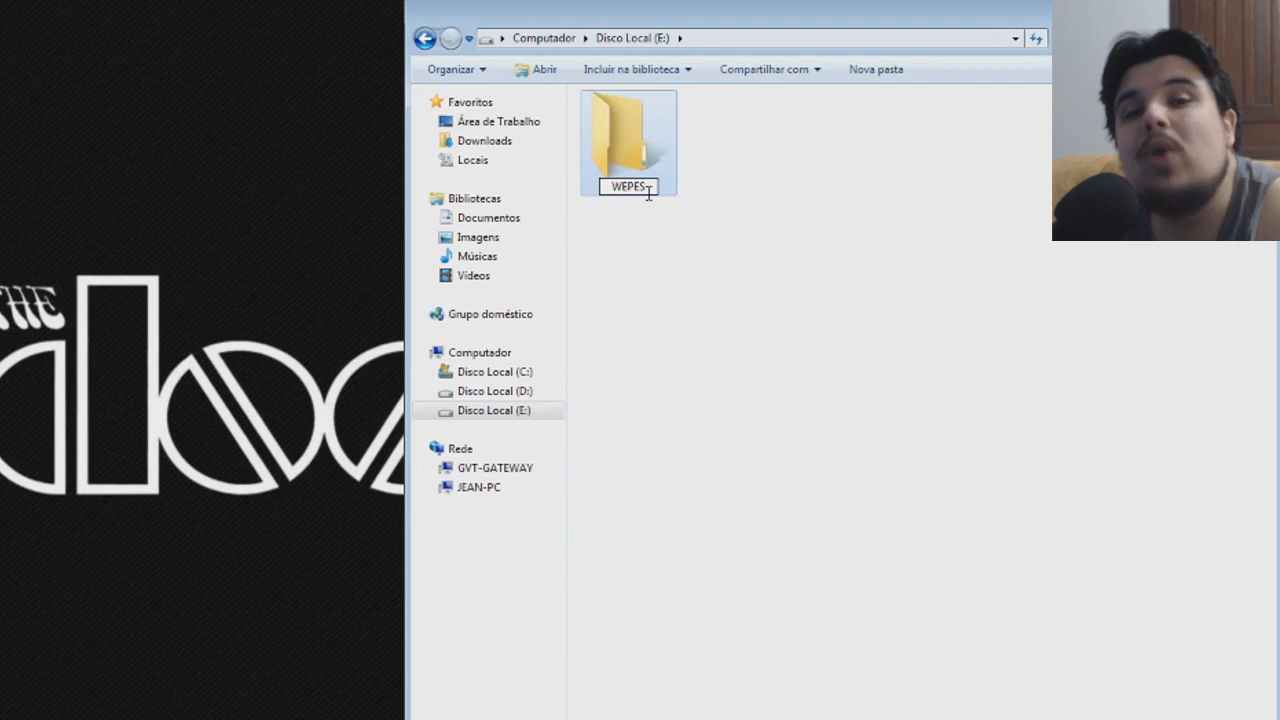 THE
Computador
Disco Local (E:)
Organizar
Abrir
Incluir na biblioteca
Compartilhar com
Nova pasta
Favoritos
Área de Trabalho
Downloads
Locais
Bibliotecas
Documentos
Imagens
Músicas
Vídeos
Grupo doméstico
Computador
Disco Local (C:)
Disco Local (D:)
Disco Local (E:)
Rede
GVT-GATEWAY
JEAN-PC
WEPES-